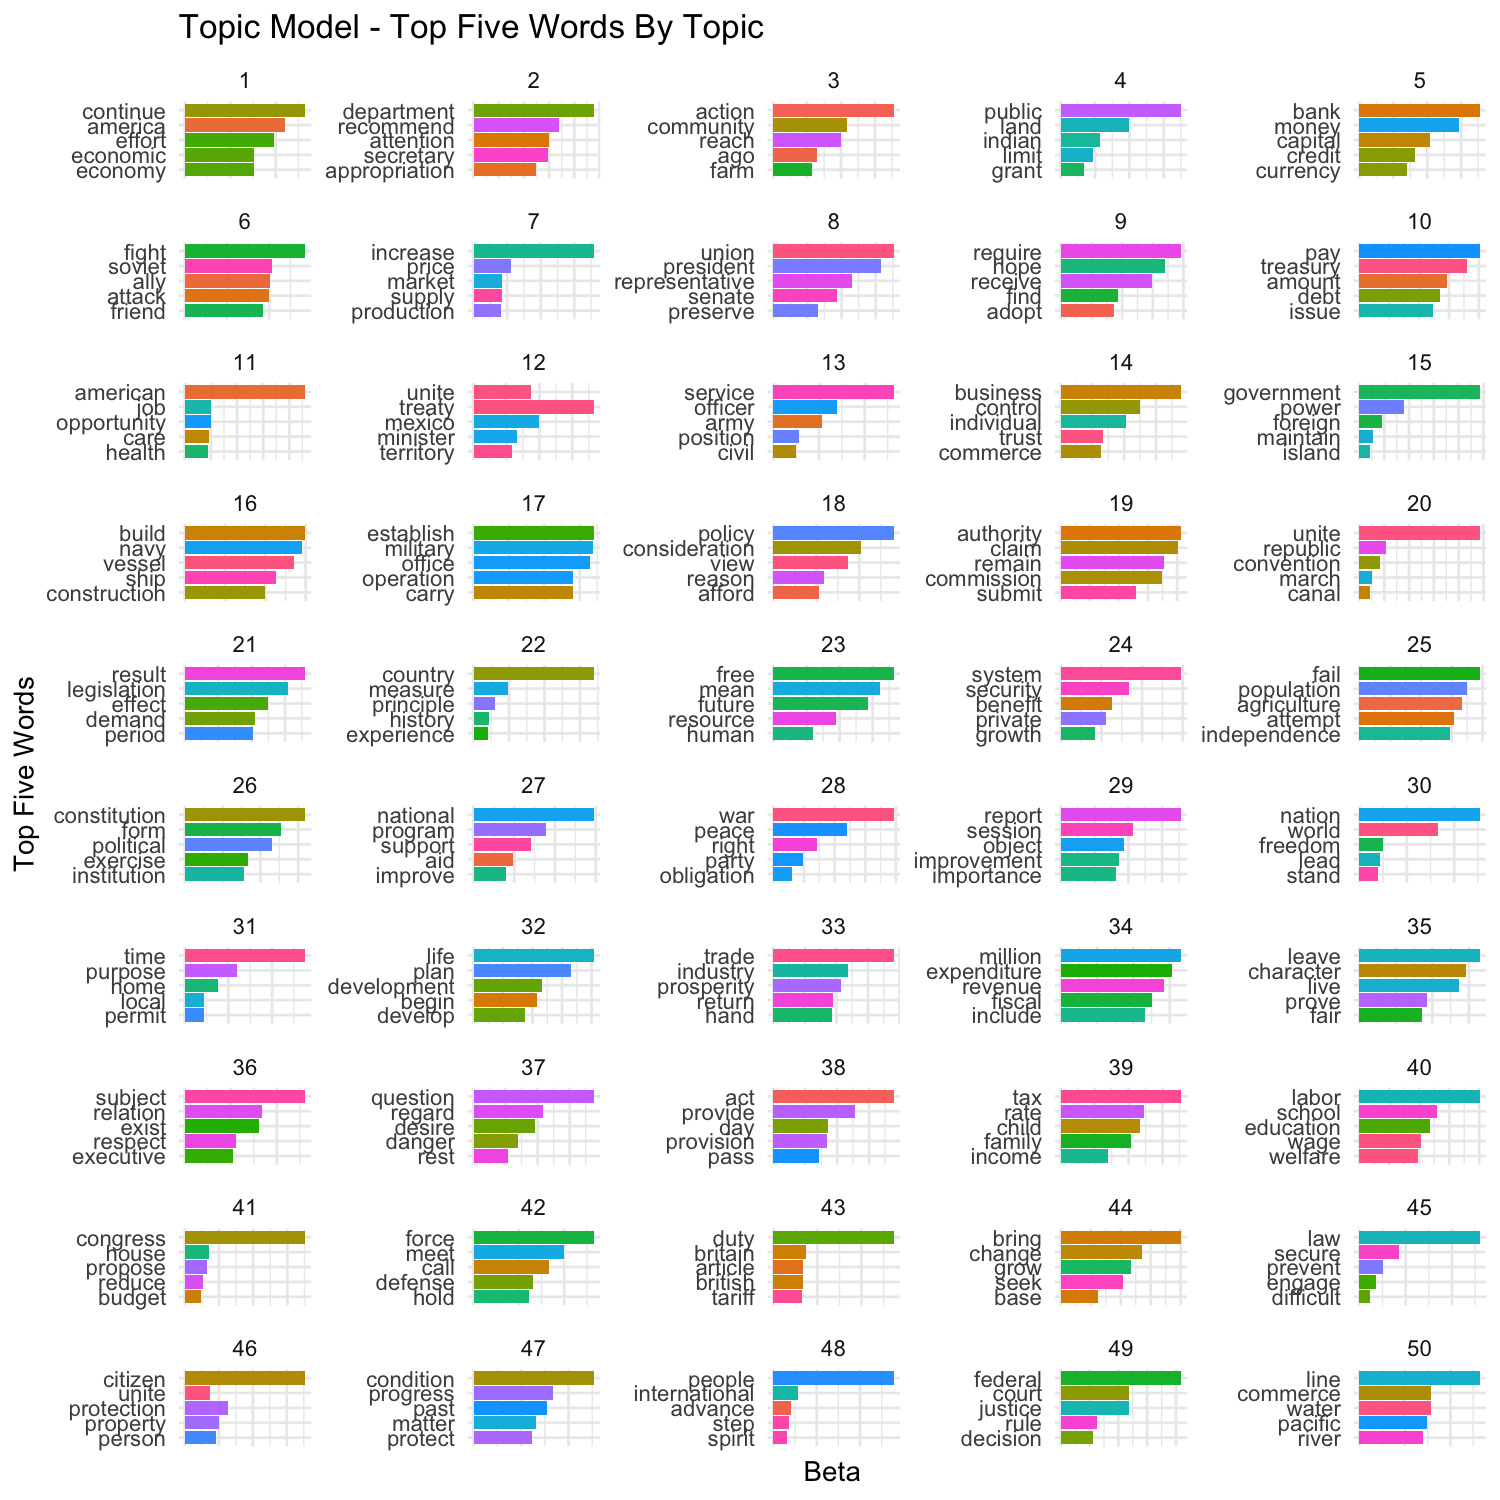 Topic Model - Top Five Words By Topic
1
continue
america
effort
economic
economy
2
department
recommend
attention
secretary
appropriation
3
action
community
reach
ago
farm
4
public
land
indian
limit
grant
5
bank
money
capital
credit
currency
6
fight
soviet
ally
attack
friend
7
increase
price
market
supply
production
8
union
president
representative
senate
preserve
9
require
hope
receive
find
adopt
10
pay
treasury
amount
debt
issue
11
american
job
opportunity
care
health
12
unite
treaty
mexico
minister
territory
13
service
officer
army
position
civil
14
business
control
individual
trust
commerce
15
government
power
foreign
maintain
island
16
build
navy
vessel
ship
construction
17
establish
military
office
operation
carry
18
policy
consideration
view
reason
afford
19
authority
claim
remain
commission
submit
20
unite
republic
convention
march
canal
21
result
legislation
effect
demand
period
22
country
measure
principle
history
experience
23
free
mean
future
resource
human
24
system
security
benefit
private
growth
25
fail
population
agriculture
attempt
independence
26
constitution
form
political
exercise
institution
27
national
program
support
aid
improve
28
war
peace
right
party
obligation
29
report
session
object
improvement
importance
30
nation
world
freedom
lead
stand
31
time
purpose
home
local
permit
32
life
plan
development
begin
develop
33
trade
industry
prosperity
return
hand
34
million
expenditure
revenue
fiscal
include
35
leave
character
live
prove
fair
36
subject
relation
exist
respect
executive
37
question
regard
desire
danger
rest
38
act
provide
day
provision
pass
39
tax
rate
child
family
income
40
labor
school
education
wage
welfare
41
congress
house
propose
reduce
budget
42
force
meet
call
defense
hold
43
duty
britain
article
british
tariff
44
bring
change
grow
seek
base
45
law
secure
prevent
engage
difficult
46
citizen
unite
protection
property
person
47
condition
progress
past
matter
protect
48
people
international
advance
step
spirit
49
federal
court
justice
rule
decision
50
line
commerce
water
pacific
river
Top Five Words
Beta